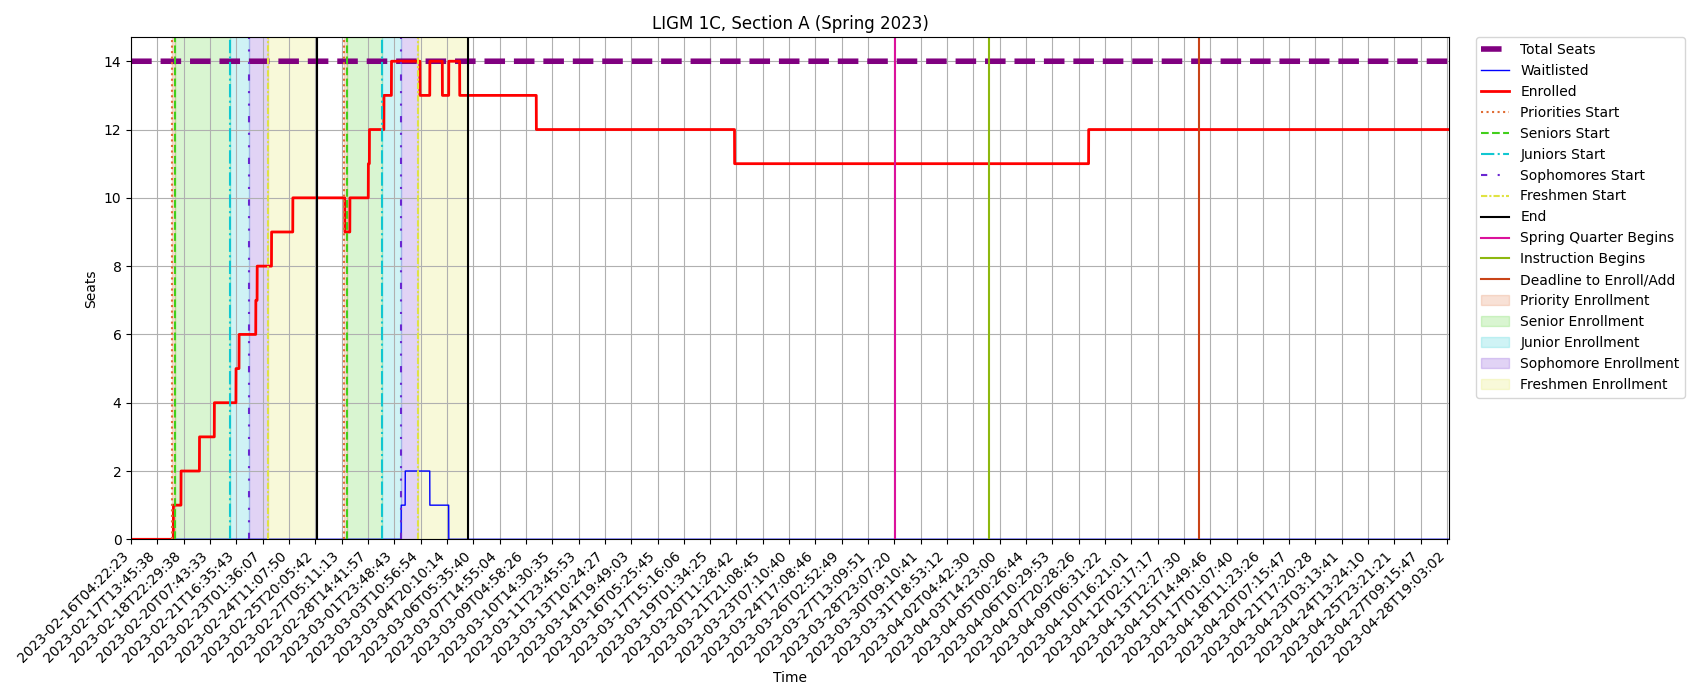 LIGM 1C, Section A (Spring 2023)
Seats
14
12
10
8
6
4
2
0
2023-02-16T04:22:23
2023-02-17T13:45:38
2023-02-18T22:29:38
2023-02-20T07:43:33
2023-02-21T16:35:43
2023-02-23T01:36:07
2023-02-24T11:07:50
2023-02-25T20:05:42
2023-02-27T05:11:13
2023-02-28T14:41:57
2023-03-01T23:48:43
2023-03-03T10:56:54
2023-03-04T20:10:14
2023-03-06T05:35:40
2023-03-07T14:55:04
2023-03-09T04:58:26
2023-03-10T14:30:35
2023-03-11T23:45:53
2023-03-13T10:24:27
2023-03-14T19:49:03
2023-03-16T05:25:45
2023-03-17T15:16:06
2023-03-19T01:34:25
2023-03-20T11:28:42
2023-03-21T21:08:45
2023-03-23T07:10:40
2023-03-24T17:08:46
2023-03-26T02:52:49
2023-03-27T13:09:51
2023-03-28T23:07:20
2023-03-30T09:10:41
2023-03-31T18:53:12
2023-04-02T04:42:30
2023-04-03T14:23:00
2023-04-05T00:26:44
2023-04-06T10:29:53
2023-04-07T20:28:26
2023-04-09T06:31:22
2023-04-10T16:21:01
2023-04-12T02:17:17
2023-04-13T12:27:30
2023-04-15T14:49:46
2023-04-17T01:07:40
2023-04-18T11:23:26
2023-04-20T07:15:47
2023-04-21T17:20:28
2023-04-23T03:13:41
2023-04-24T13:24:10
2023-04-25T23:21:21
2023-04-27T09:15:47
2023-04-28T19:03:02
Time
Total Seats
Waitlisted
Enrolled
Priorities Start
Seniors Start
Juniors Start
Sophomores Start
Freshmen Start
End
Spring Quarter Begins
Instruction Begins
Deadline to Enroll/Add
Priority Enrollment
Senior Enrollment
Junior Enrollment
Sophomore Enrollment
Freshmen Enrollment